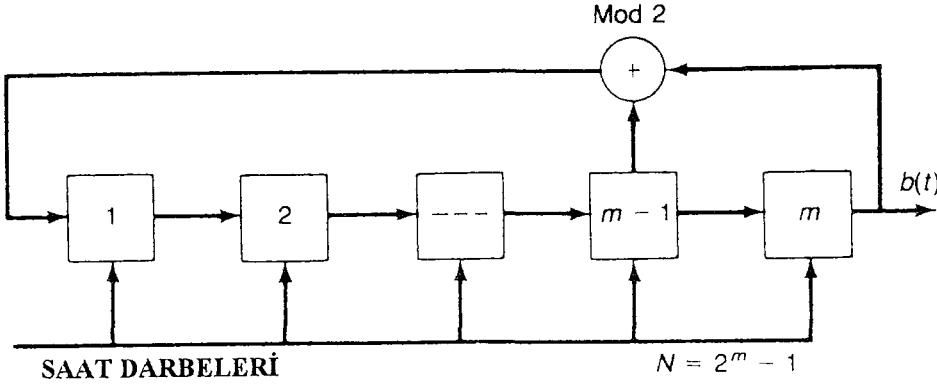 Mod 2
+
1
2
---
m – 1
m
b(t)
SAAT DARBELERİ
N = 2^m – 1